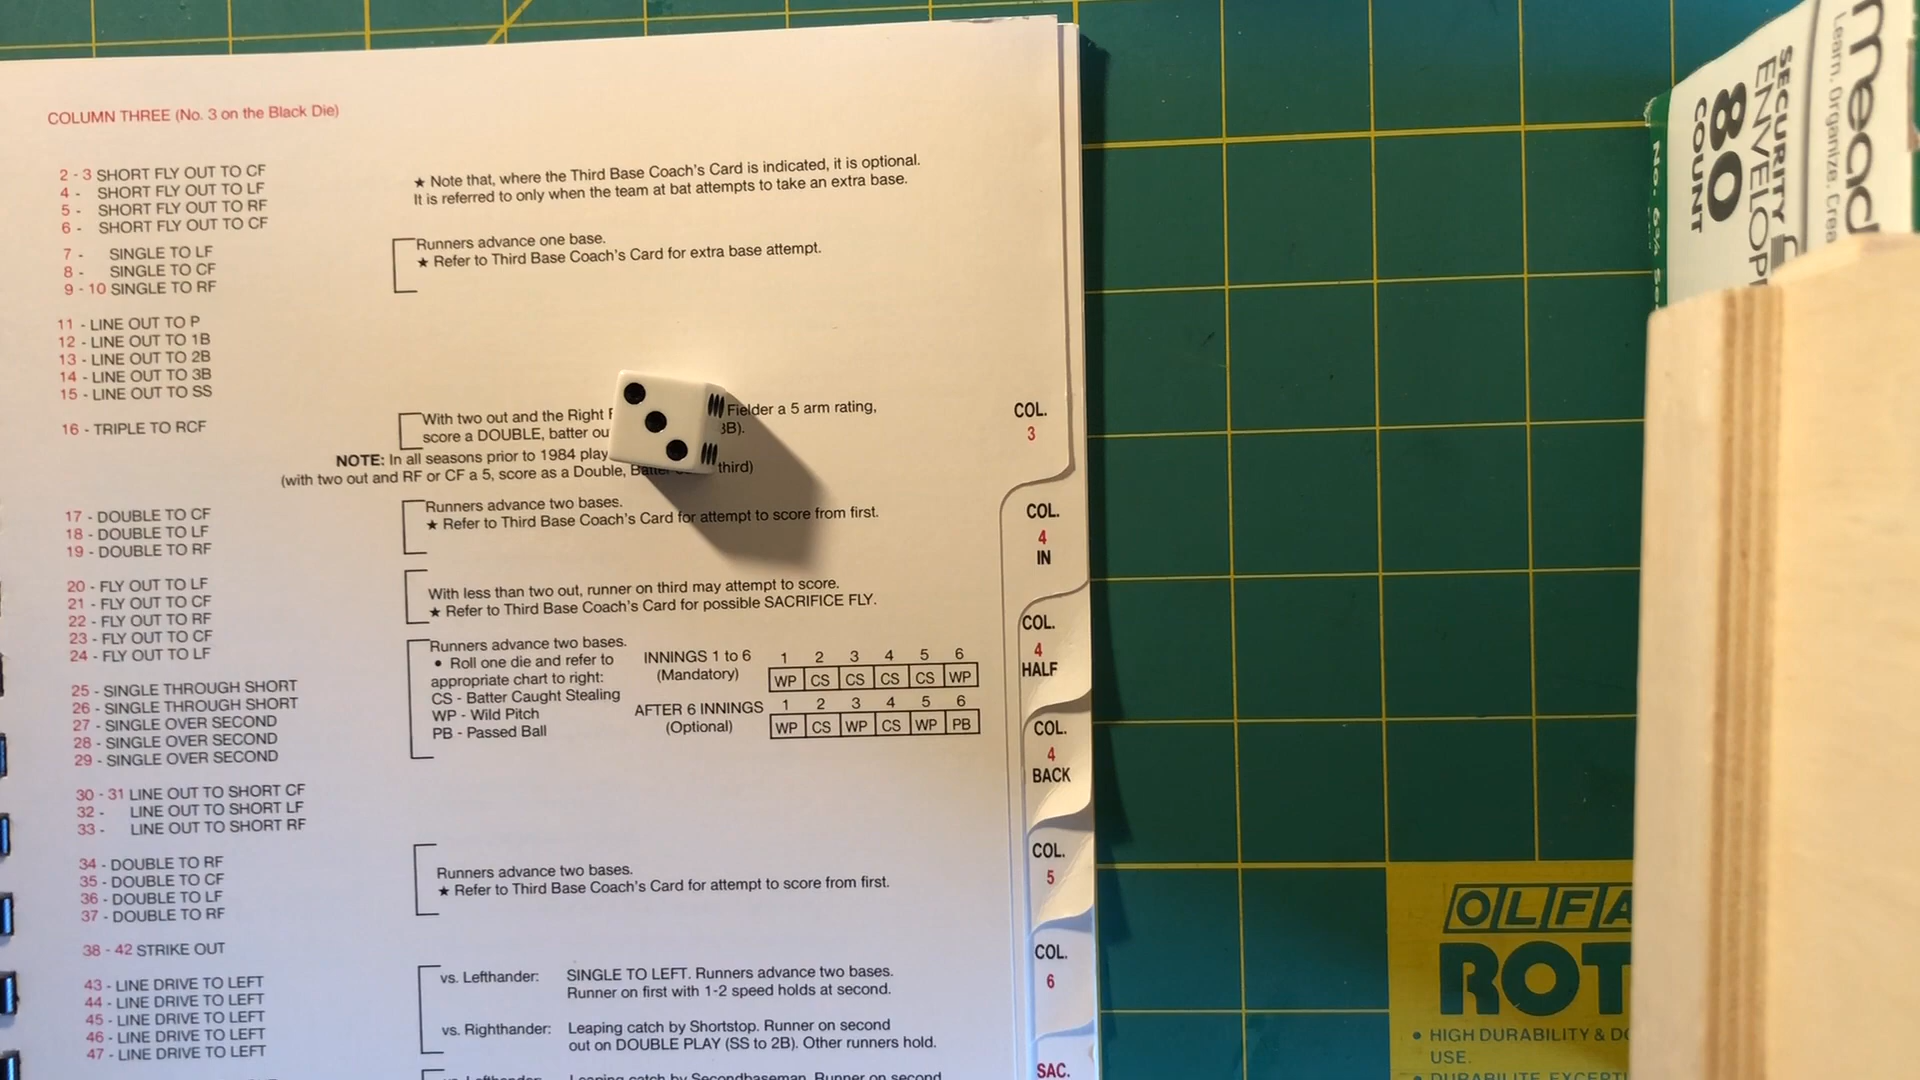 COLUMN THREE (No. 3 on the Black Die)
2 - 3 SHORT FLY OUT TO CF
4 - SHORT FLY OUT TO LF
5 - SHORT FLY OUT TO RF
6 - SHORT FLY OUT TO CF
★ Note that, where the Third Base Coach's Card is indicated, it is optional.
It is referred to only when the team at bat attempts to take an extra base.
7 - SINGLE TO LF
8 - SINGLE TO CF
9 - 10 SINGLE TO RF
Runners advance one base.
★ Refer to Third Base Coach's Card for extra base attempt.
11 - LINE OUT TO P
12 - LINE OUT TO 1B
13 - LINE OUT TO 2B
14 - LINE OUT TO 3B
15 - LINE OUT TO SS
16 - TRIPLE TO RCF
With two out and the Right Fielder a 5 arm rating,
score a DOUBLE, batter 3B).
NOTE: In all seasons prior to 1984 play
(with two out and RF or CF a 5, score as a Double, third)
17 - DOUBLE TO CF
18 - DOUBLE TO LF
19 - DOUBLE TO RF
Runners advance two bases.
★ Refer to Third Base Coach's Card for attempt to score from first.
20 - FLY OUT TO LF
21 - FLY OUT TO CF
22 - FLY OUT TO RF
23 - FLY OUT TO CF
24 - FLY OUT TO LF
With less than two out, runner on third may attempt to score.
★ Refer to Third Base Coach's Card for possible SACRIFICE FLY.
25 - SINGLE THROUGH SHORT
26 - SINGLE THROUGH SHORT
27 - SINGLE OVER SECOND
28 - SINGLE OVER SECOND
29 - SINGLE OVER SECOND
Runners advance two bases.
• Roll one die and refer to
appropriate chart to right:
CS - Batter Caught Stealing
WP - Wild Pitch
PB - Passed Ball
INNINGS 1 to 6 1 2 3 4 5 6
(Mandatory) WP CS CS CS CS WP
AFTER 6 INNINGS 1 2 3 4 5 6
(Optional) WP CS WP CS WP PB
30 - 31 LINE OUT TO SHORT CF
32 - LINE OUT TO SHORT LF
33 - LINE OUT TO SHORT RF
34 - DOUBLE TO RF
35 - DOUBLE TO CF
36 - DOUBLE TO LF
37 - DOUBLE TO RF
Runners advance two bases.
★ Refer to Third Base Coach's Card for attempt to score from first.
38 - 42 STRIKE OUT
43 - LINE DRIVE TO LEFT
44 - LINE DRIVE TO LEFT
45 - LINE DRIVE TO LEFT
46 - LINE DRIVE TO LEFT
47 - LINE DRIVE TO LEFT
vs. Lefthander: SINGLE TO LEFT. Runners advance two bases.
Runner on first with 1-2 speed holds at second.
vs. Righthander: Leaping catch by Shortstop. Runner on second
out on DOUBLE PLAY (SS to 2B). Other runners hold.
Leaping catch by Secondbaseman. Runner on second
COL.
3
COL.
4
IN
COL.
4
HALF
COL.
4
BACK
COL.
5
COL.
6
SAC.
mead
Learn. Organize.
SECURITY
80
COUNT
No. 6¾
OLFA
• HIGH DURABILITY &
USE.